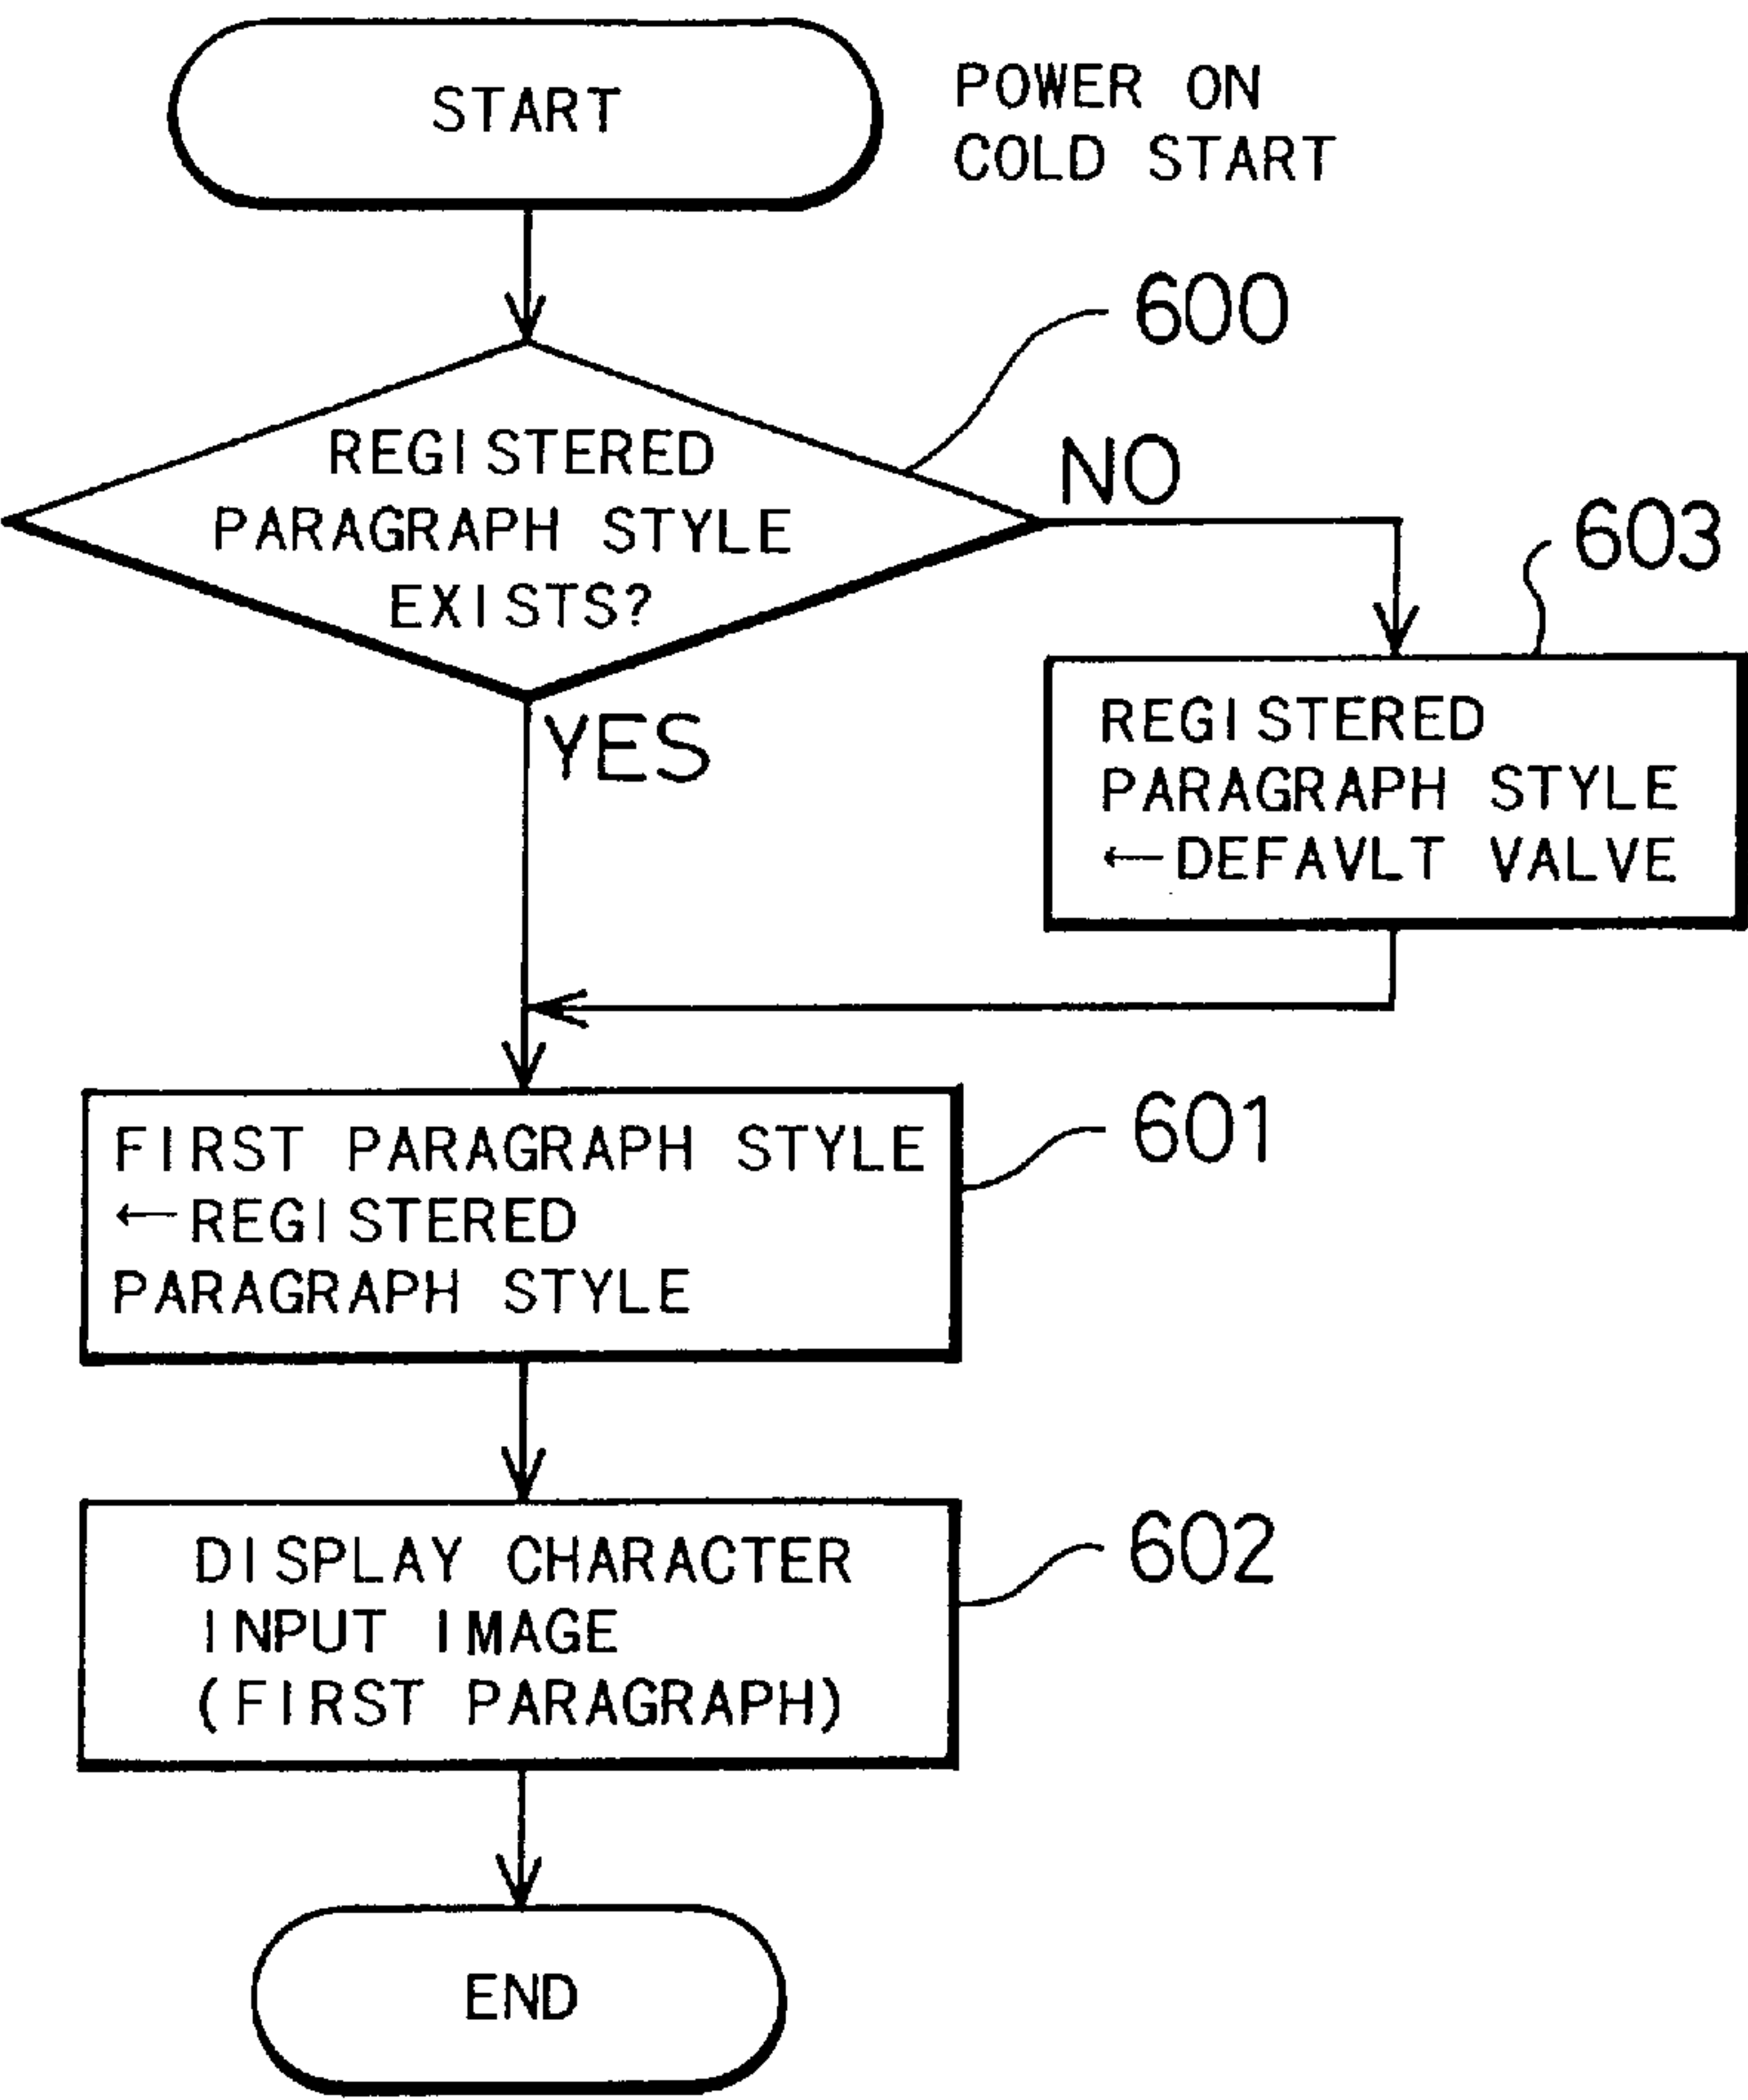 START
POWER ON
COLD START
600
REGISTERED
PARAGRAPH STYLE
EXISTS?
NO
603
YES
REGISTERED
PARAGRAPH STYLE
←DEFAVLT VALVE
FIRST PARAGRAPH STYLE
←REGISTERED
PARAGRAPH STYLE
601
DISPLAY CHARACTER
INPUT IMAGE
(FIRST PARAGRAPH)
602
END